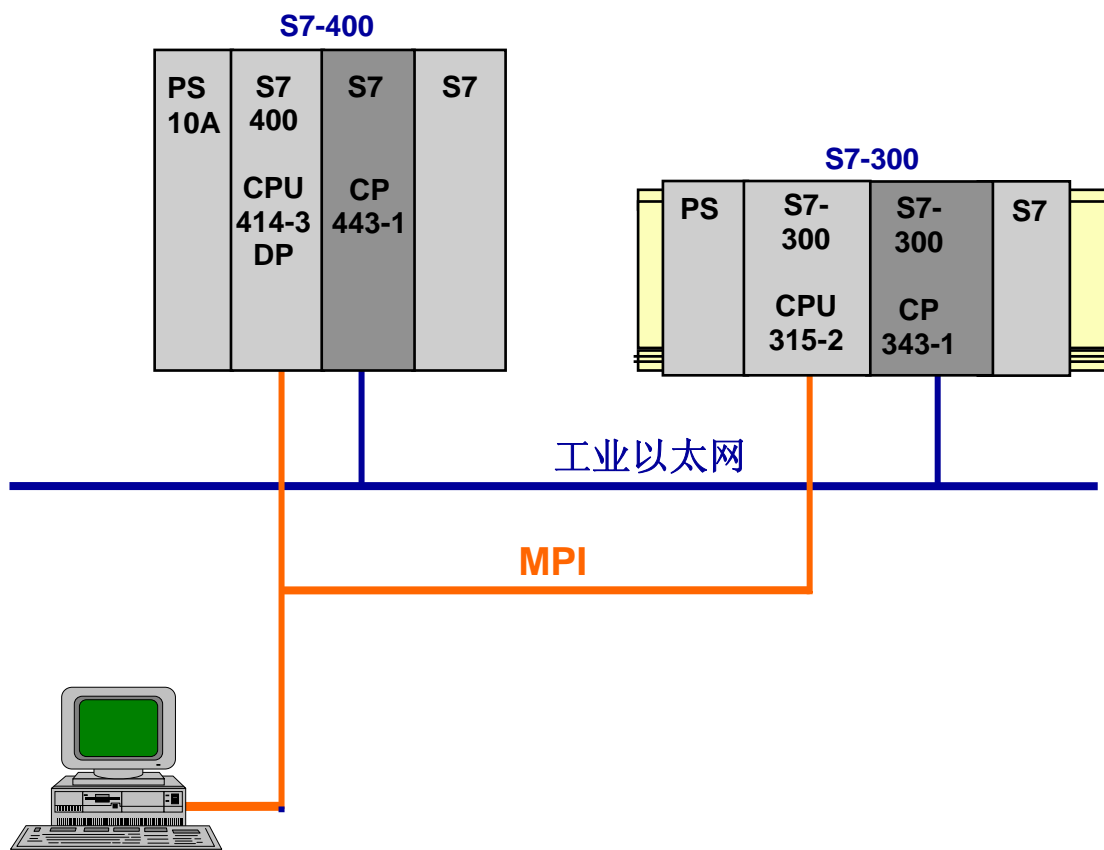 S7-400
PS
10A
S7
400
CPU
414-3
DP
S7
CP
443-1
S7
S7-300
PS
S7-
300
CPU
315-2
S7-
300
CP
343-1
S7
工业以太网
MPI